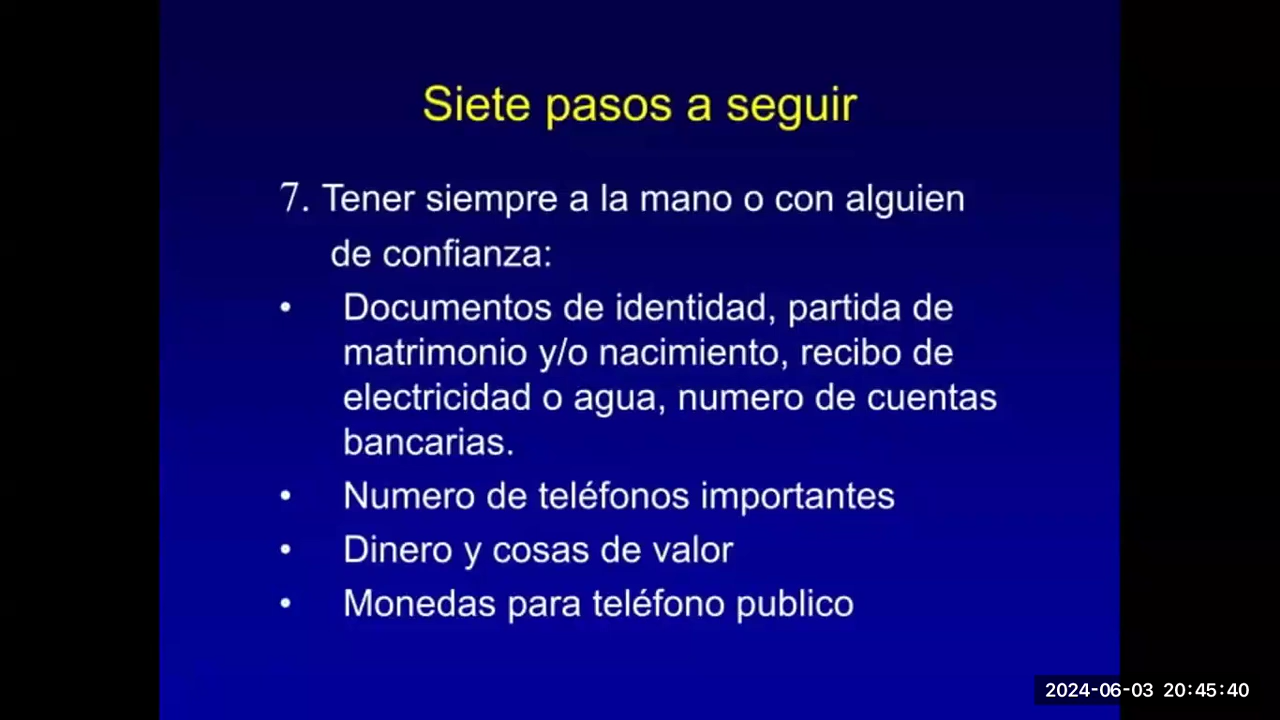 Siete pasos a seguir
7. Tener siempre a la mano o con alguien
de confianza:
• Documentos de identidad, partida de
matrimonio y/o nacimiento, recibo de
electricidad o agua, numero de cuentas
bancarias.
• Numero de teléfonos importantes
• Dinero y cosas de valor
• Monedas para teléfono publico
2024-06-03 20:45:40